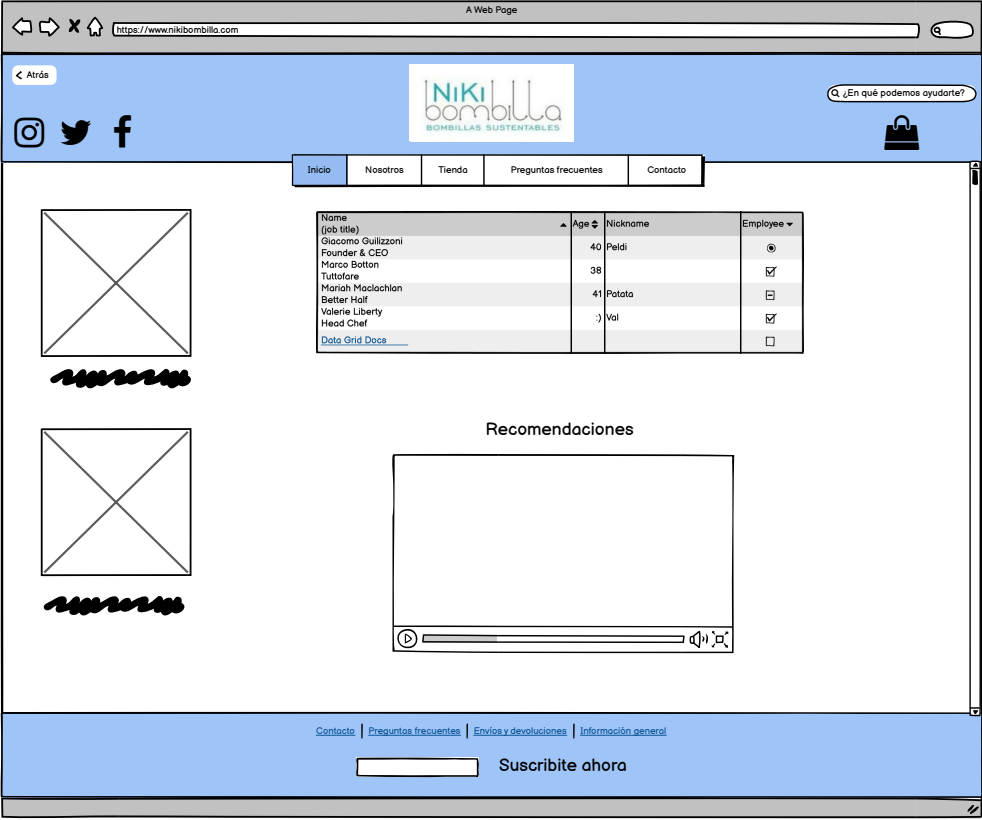 A Web Page
https://www.nikibombilla.com
Atrás
NiKi
bombilla
BOMBILLAS SUSTENTABLES
¿En qué podemos ayudarte?
Inicio
Nosotros
Tienda
Preguntas frecuentes
Contacto
Name
(job title)
Age
Nickname
Employee
Giacomo Guilizzoni
Founder & CEO
40
Peldi
Marco Botton
Tuttofare
38
Mariah Maclachlan
Better Half
41
Patata
Valerie Liberty
Head Chef
:)
Val
Data Grid Docs
Recomendaciones
Contacto
Preguntas frecuentes
Envíos y devoluciones
Información general
Suscribite ahora